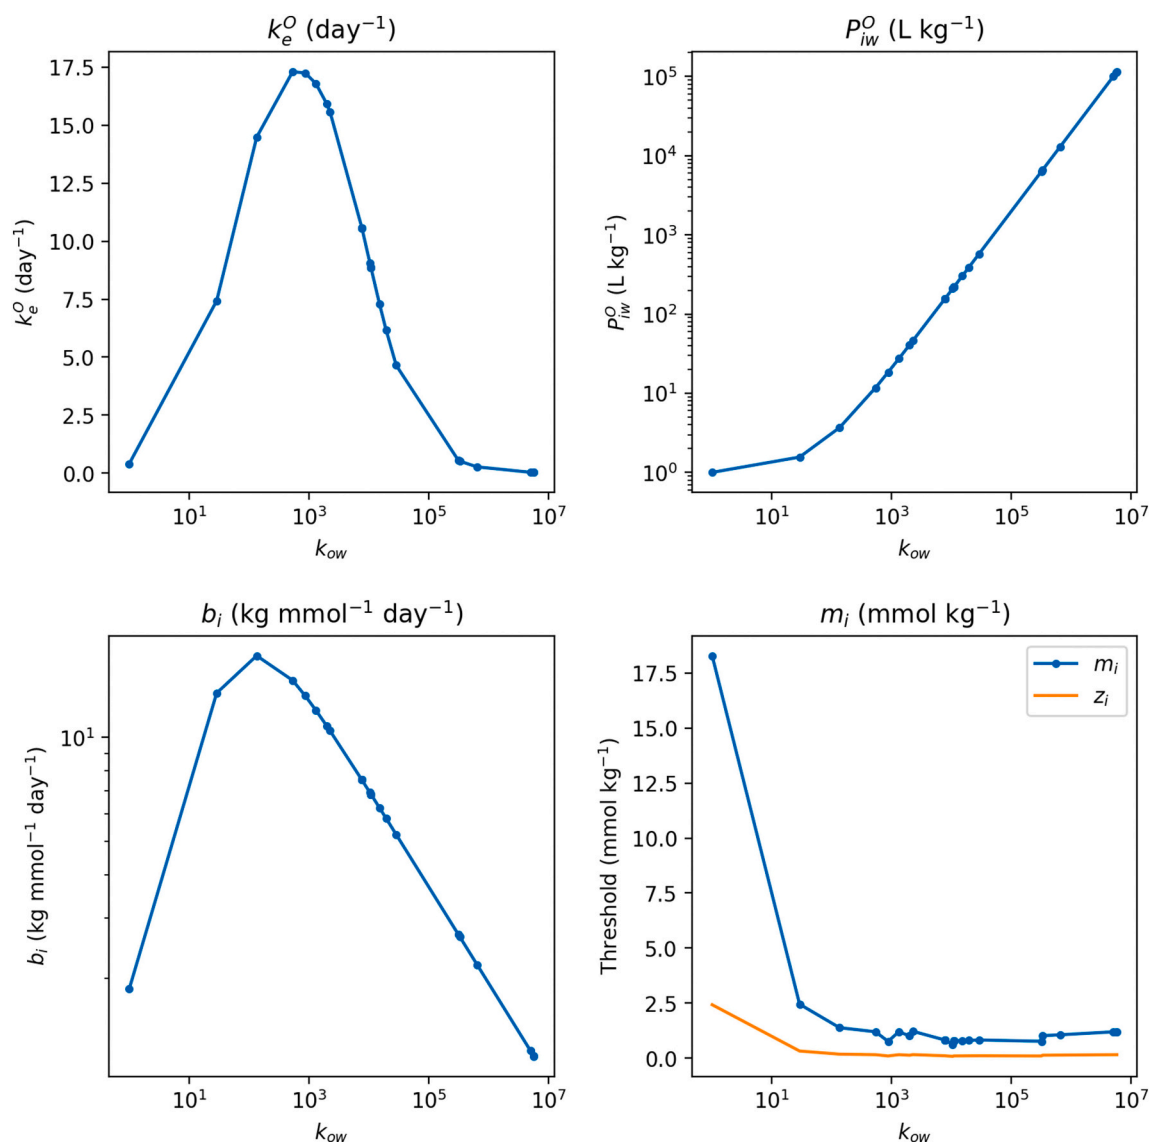 k_e^O (day⁻¹)
17.5
15.0
12.5
10.0
7.5
5.0
2.5
0.0
k_e^O (day⁻¹)
10¹ 10³ 10⁵ 10⁷
k_ow
P_iw^O (L kg⁻¹)
10⁵
10⁴
10³
10²
10¹
10⁰
P_iw^O (L kg⁻¹)
10¹ 10³ 10⁵ 10⁷
k_ow
b_i (kg mmol⁻¹ day⁻¹)
10¹
b_i (kg mmol⁻¹ day⁻¹)
10¹ 10³ 10⁵ 10⁷
k_ow
m_i (mmol kg⁻¹)
m_i
z_i
17.5
15.0
12.5
10.0
7.5
5.0
2.5
0.0
Threshold (mmol kg⁻¹)
10¹ 10³ 10⁵ 10⁷
k_ow